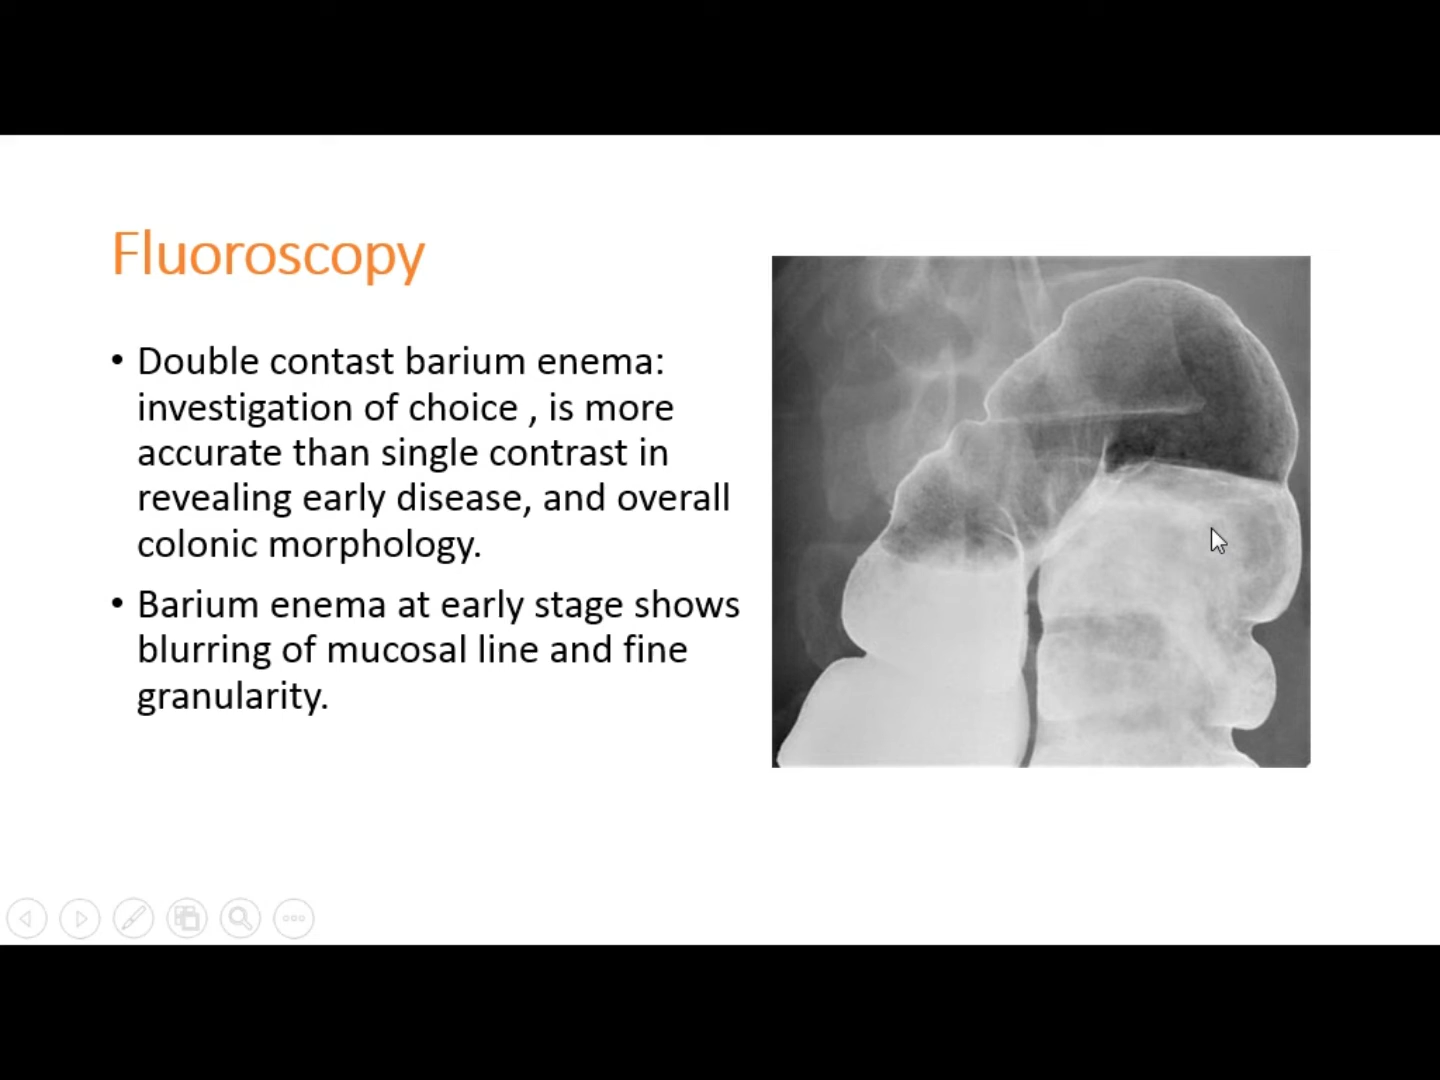 Fluoroscopy
• Double contast barium enema:
investigation of choice , is more
accurate than single contrast in
revealing early disease, and overall
colonic morphology.
• Barium enema at early stage shows
blurring of mucosal line and fine
granularity.